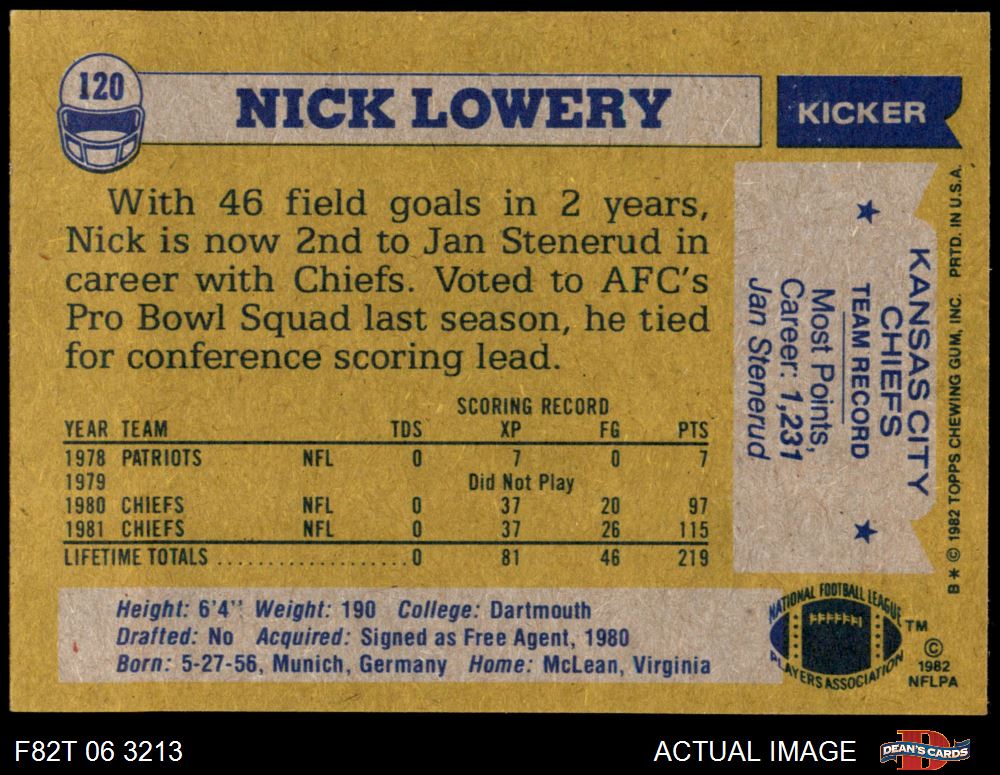 120
NICK LOWERY
KICKER
With 46 field goals in 2 years,
Nick is now 2nd to Jan Stenerud in
career with Chiefs. Voted to AFC's
Pro Bowl Squad last season, he tied
for conference scoring lead.
SCORING RECORD
YEAR TEAM TDS XP FG PTS
1978 PATRIOTS NFL 0 7 0 7
1979 Did Not Play
1980 CHIEFS NFL 0 37 20 97
1981 CHIEFS NFL 0 37 26 115
LIFETIME TOTALS ................... 0 81 46 219
Height: 6'4" Weight: 190 College: Dartmouth
Drafted: No Acquired: Signed as Free Agent, 1980
Born: 5-27-56, Munich, Germany Home: McLean, Virginia
KANSAS CITY
CHIEFS
★ TEAM RECORD ★
Most Points,
Career: 1,231
Jan Stenerud
B✱ © 1982 TOPPS CHEWING GUM, INC. PRTD. IN U.S.A.
NATIONAL FOOTBALL LEAGUE
PLAYERS ASSOCIATION
TM
©
1982
NFLPA
F82T 06 3213
ACTUAL IMAGE
D
DEAN'S CARDS